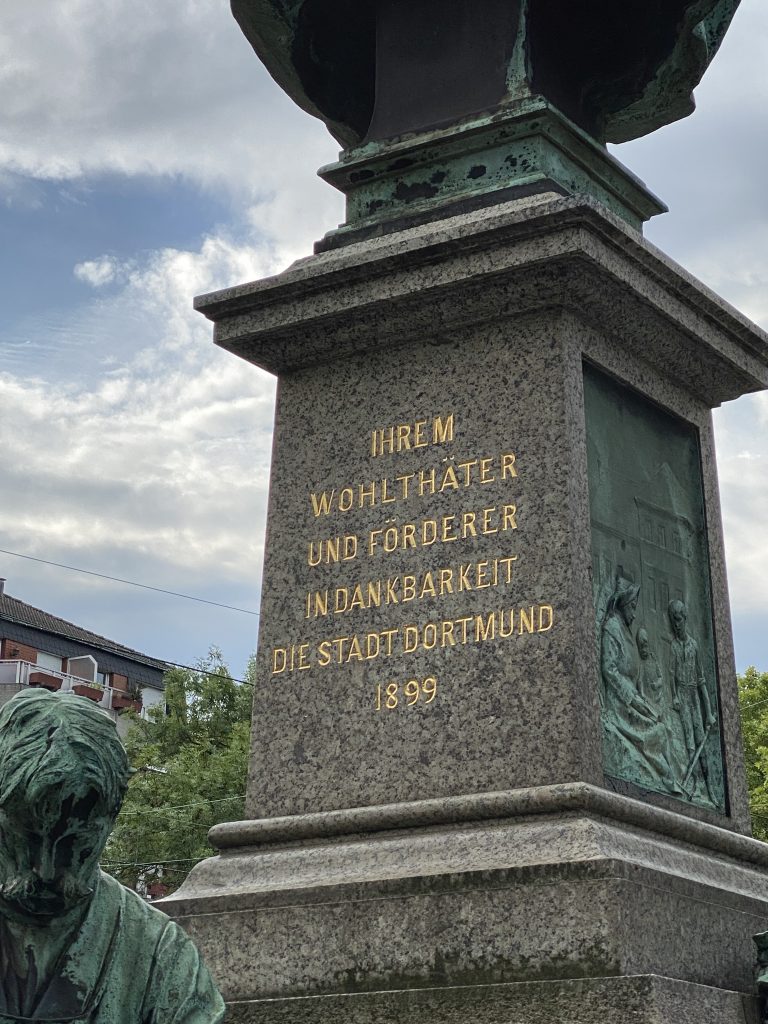 IHREM
WOHLTHÄTER
UND FÖRDERER
IN DANKBARKEIT
DIE STADT DORTMUND
1899